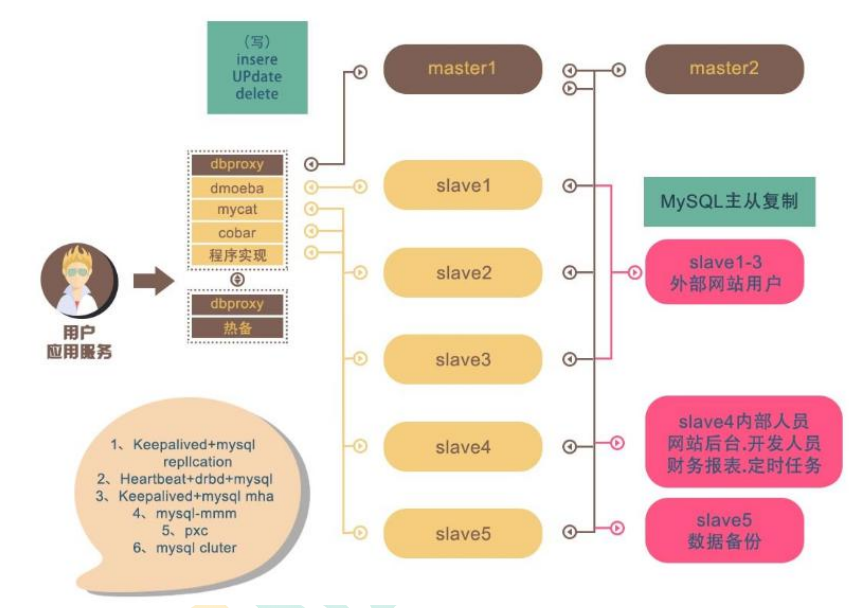 (写)
insere
UPdate
delete
master1
master2
dbproxy
dmoeba
mycat
cobar
程序实现
dbproxy
热备
用户
应用服务
slave1
slave2
slave3
slave4
slave5
MySQL主从复制
slave1-3
外部网站用户
slave4内部人员
网站后台.开发人员
财务报表.定时任务
slave5
数据备份
1、Keepalived+mysql
repllcation
2、Heartbeat+drbd+mysql
3、Keepalived+mysql mha
4、mysql-mmm
5、pxc
6、mysql cluter